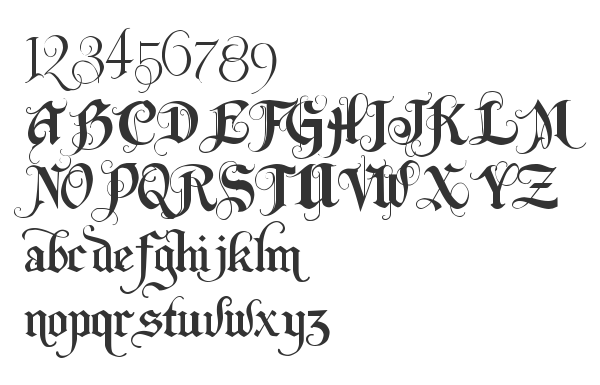 123456789
ABCDEFGHIJKLM
NOPQRSTUVWXYZ
abcdefghijklm
nopqrstuvwxyz